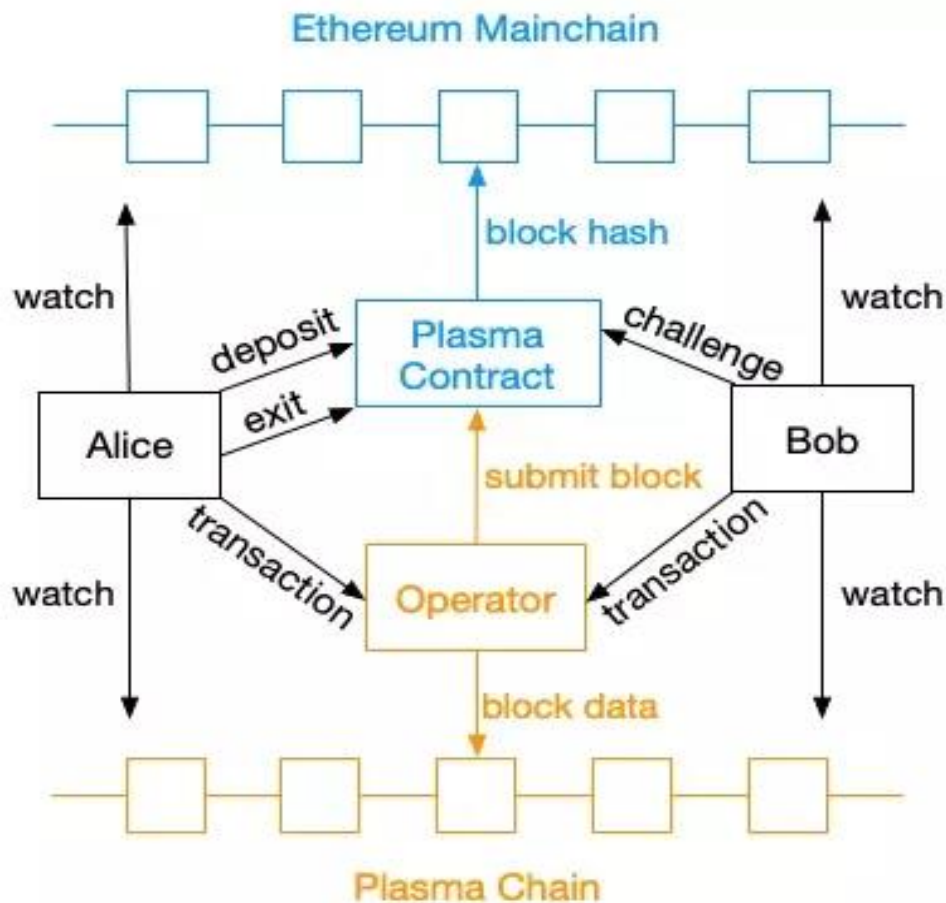 Ethereum Mainchain
block hash
watch
watch
deposit
challenge
Plasma
Contract
exit
Alice
Bob
submit block
transaction
transaction
watch
Operator
watch
block data
Plasma Chain